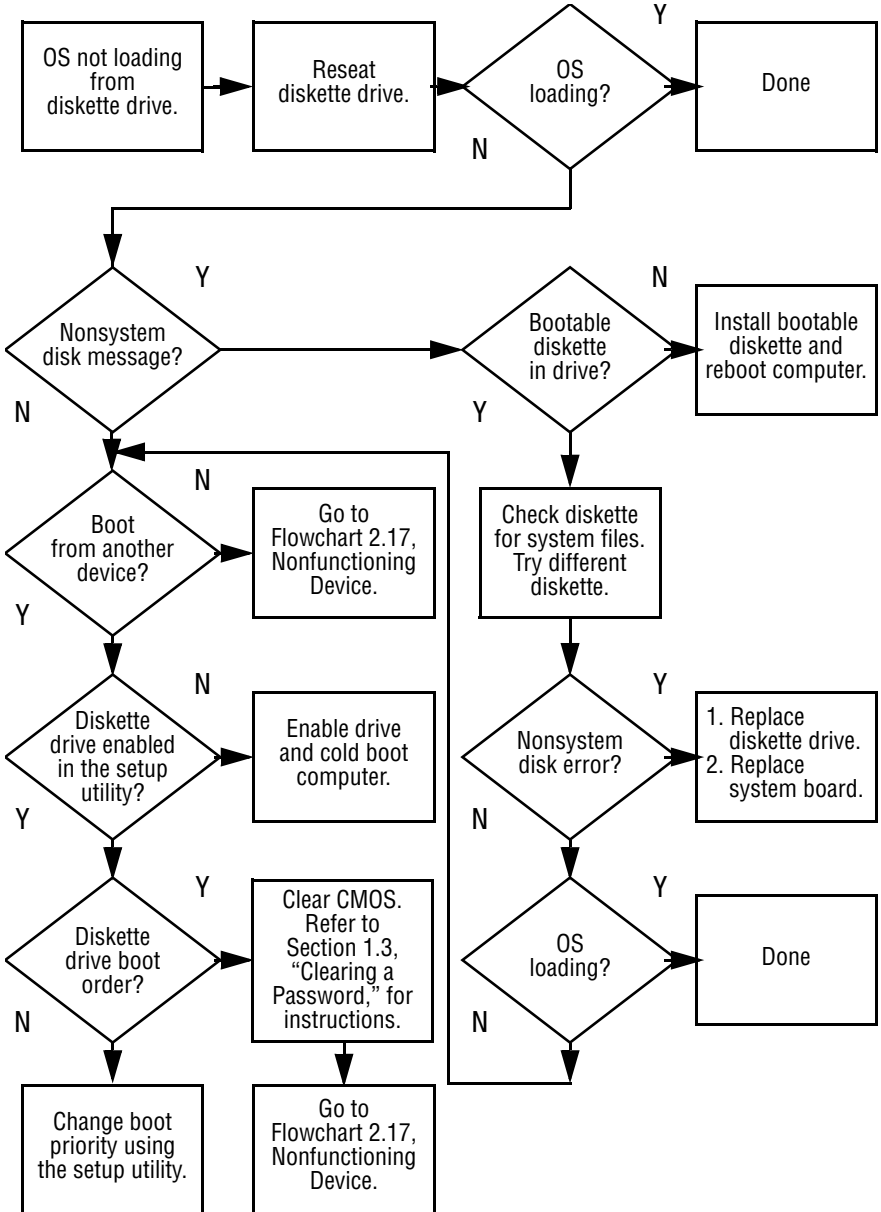 OS not loading
from
diskette drive.
Reseat
diskette drive.
OS
loading?
Y
N
Done
Nonsystem
disk message?
Y
N
Bootable
diskette
in drive?
N
Y
Install bootable
diskette and
reboot computer.
Boot
from another
device?
N
Y
Go to
Flowchart 2.17,
Nonfunctioning
Device.
Check diskette
for system files.
Try different
diskette.
Diskette
drive enabled
in the setup
utility?
N
Y
Enable drive
and cold boot
computer.
Nonsystem
disk error?
Y
N
1. Replace
diskette drive.
2. Replace
system board.
Diskette
drive boot
order?
Y
N
Clear CMOS.
Refer to
Section 1.3,
“Clearing a
Password,” for
instructions.
OS
loading?
Y
N
Done
Change boot
priority using
the setup utility.
Go to
Flowchart 2.17,
Nonfunctioning
Device.